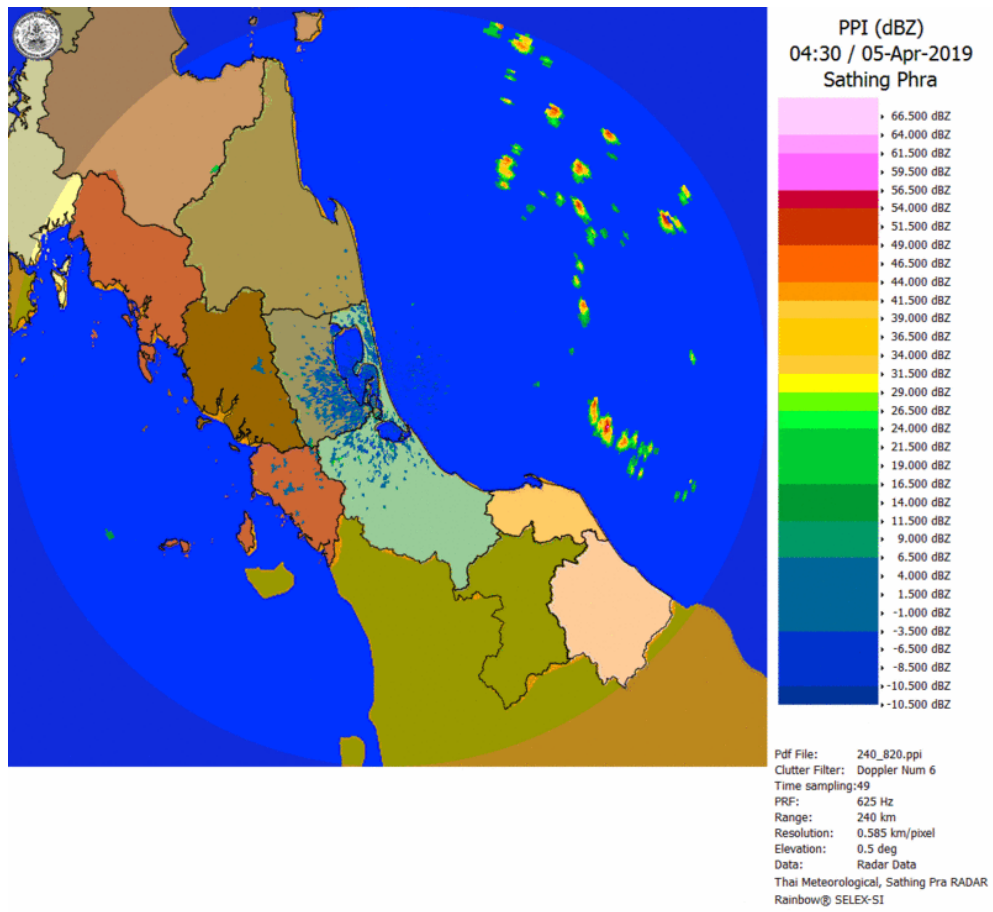 PPI (dBZ)
04:30 / 05-Apr-2019
Sathing Phra
66.500 dBZ
64.000 dBZ
61.500 dBZ
59.500 dBZ
56.500 dBZ
54.000 dBZ
51.500 dBZ
49.000 dBZ
46.500 dBZ
44.000 dBZ
41.500 dBZ
39.000 dBZ
36.500 dBZ
34.000 dBZ
31.500 dBZ
29.000 dBZ
26.500 dBZ
24.000 dBZ
21.500 dBZ
19.000 dBZ
16.500 dBZ
14.000 dBZ
11.500 dBZ
9.000 dBZ
6.500 dBZ
4.000 dBZ
1.500 dBZ
-1.000 dBZ
-3.500 dBZ
-6.500 dBZ
-8.500 dBZ
-10.500 dBZ
-10.500 dBZ
Pdf File: 240_820.ppi
Clutter Filter: Doppler Num 6
Time sampling:49
PRF: 625 Hz
Range: 240 km
Resolution: 0.585 km/pixel
Elevation: 0.5 deg
Data: Radar Data
Thai Meteorological, Sathing Pra RADAR
Rainbow® SELEX-SI